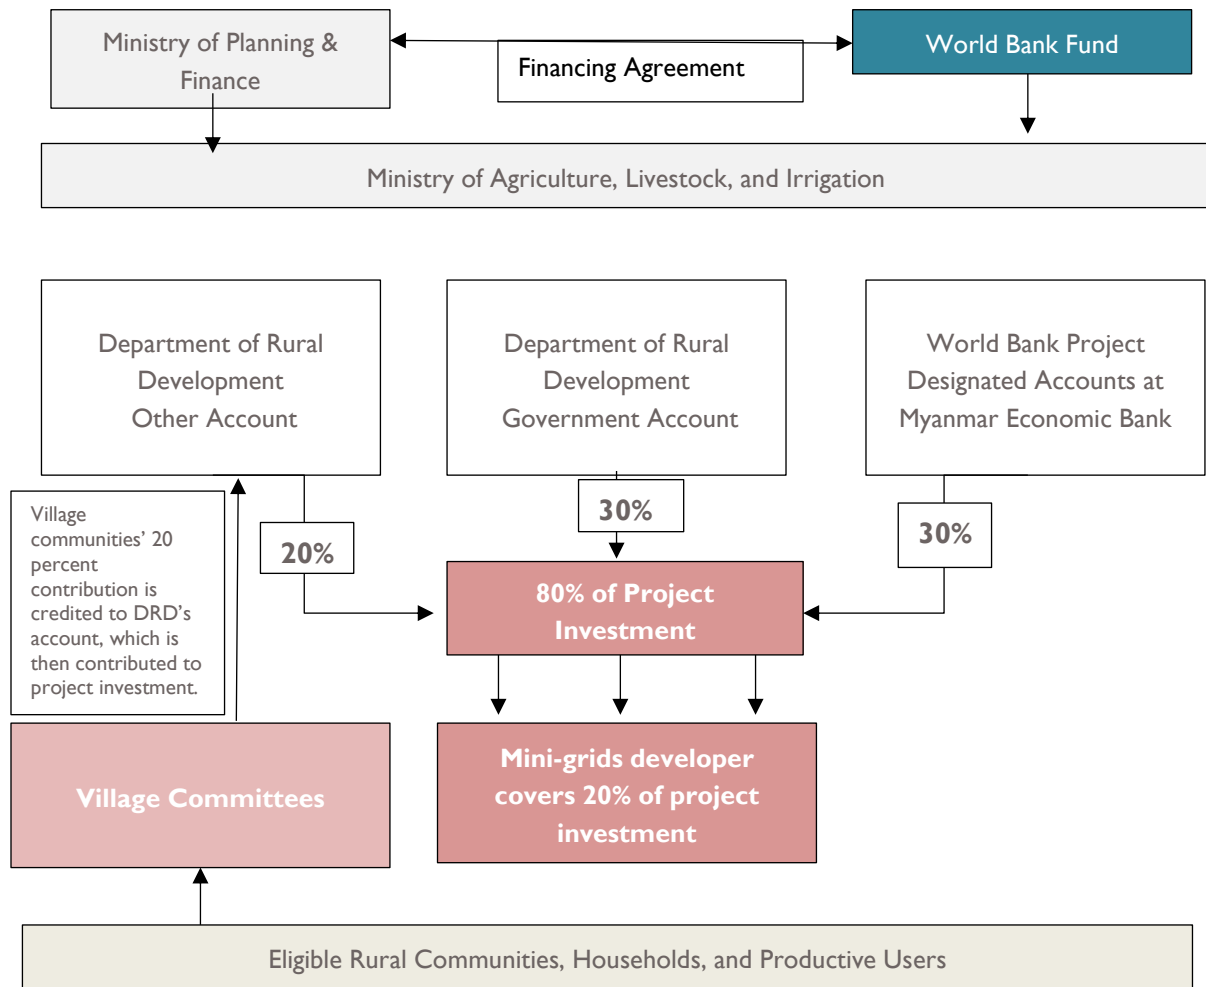 Ministry of Planning &
Finance
Financing Agreement
World Bank Fund
Ministry of Agriculture, Livestock, and Irrigation
Department of Rural
Development
Other Account
Department of Rural
Development
Government Account
World Bank Project
Designated Accounts at
Myanmar Economic Bank
Village
communities’ 20
percent
contribution is
credited to DRD’s
account, which is
then contributed to
project investment.
20%
30%
30%
80% of Project
Investment
Village Committees
Mini-grids developer
covers 20% of project
investment
Eligible Rural Communities, Households, and Productive Users